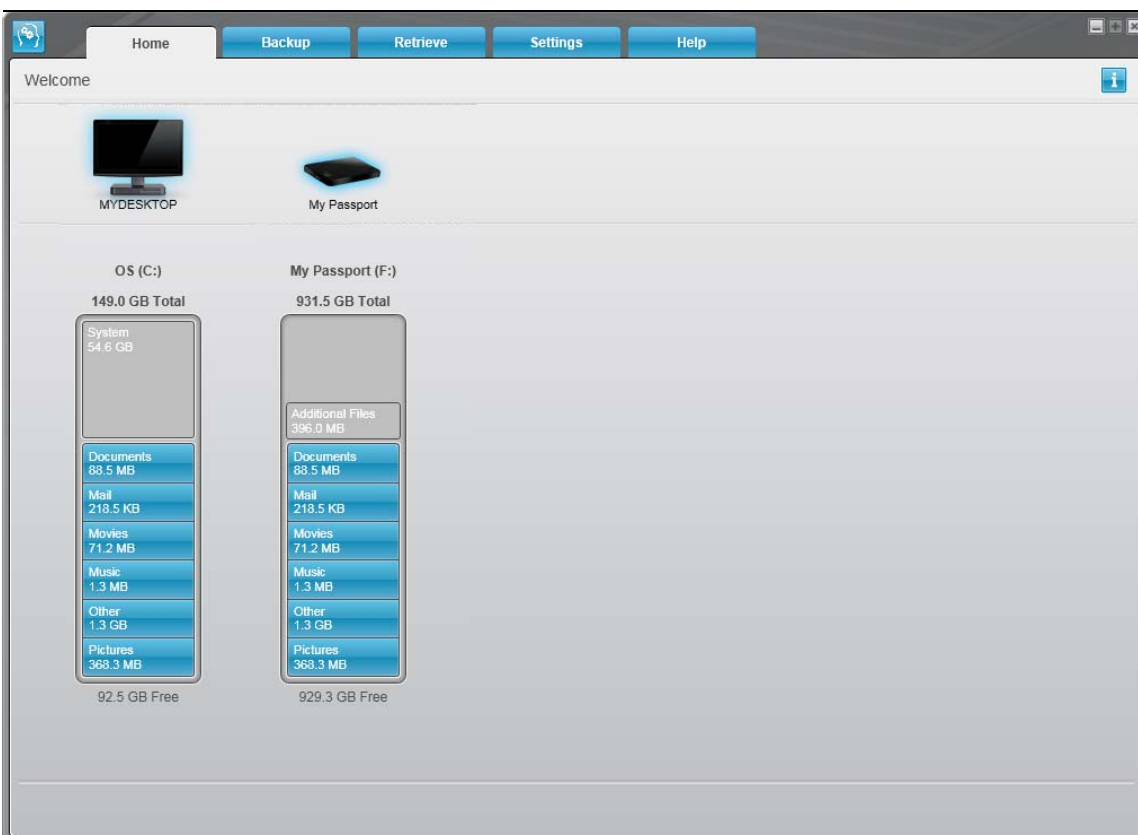 Home Backup Retrieve Settings Help
Welcome
i
MYDESKTOP My Passport
OS (C:) My Passport (F:)
149.0 GB Total 931.5 GB Total
System
54.6 GB
Additional Files
396.0 MB
Documents
88.5 MB
Mail
218.5 KB
Movies
71.2 MB
Music
1.3 MB
Other
1.3 GB
Pictures
368.3 MB
Documents
88.5 MB
Mail
218.5 KB
Movies
71.2 MB
Music
1.3 MB
Other
1.3 GB
Pictures
368.3 MB
92.5 GB Free 929.3 GB Free